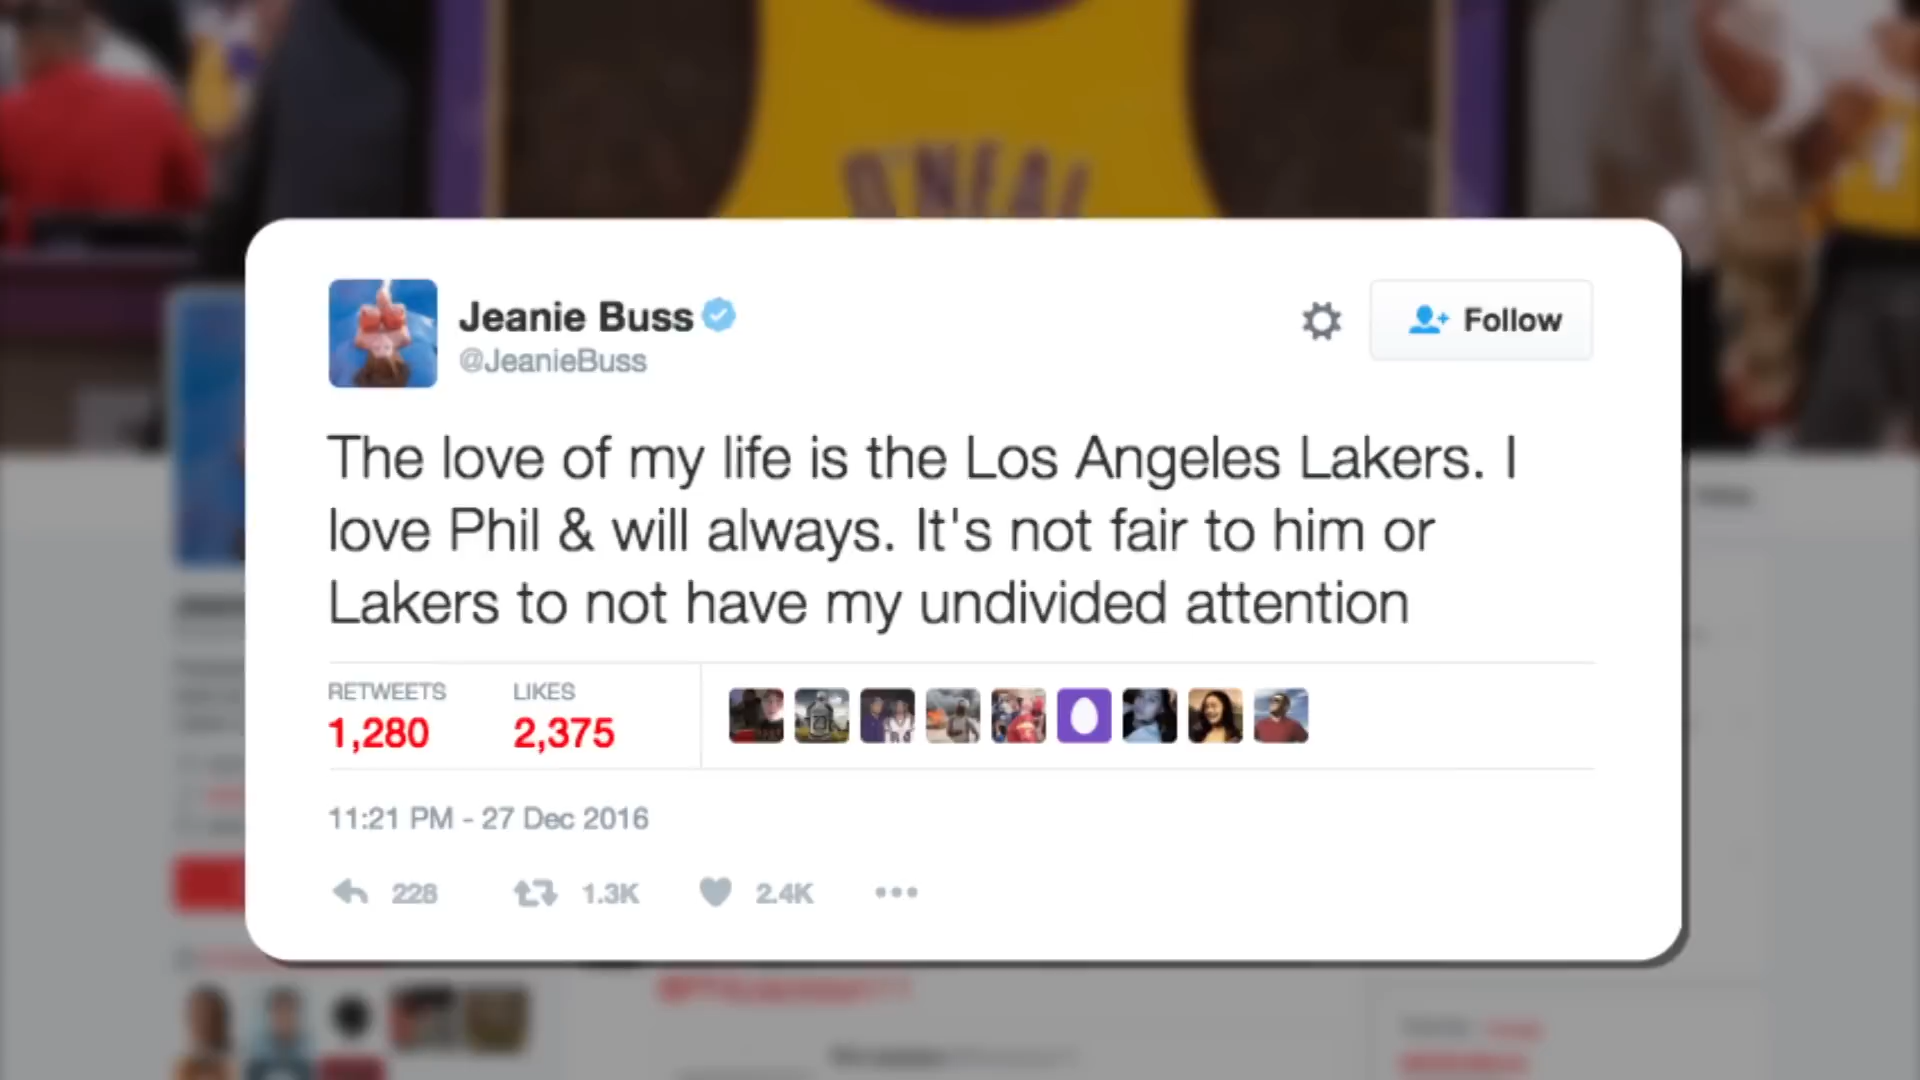 O'NEAL
Jeanie Buss
@JeanieBuss
Follow
The love of my life is the Los Angeles Lakers. I
love Phil & will always. It's not fair to him or
Lakers to not have my undivided attention
RETWEETS LIKES
1,280 2,375
11:21 PM - 27 Dec 2016
228 1.3K 2.4K